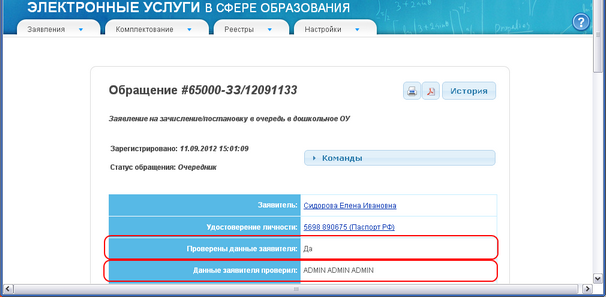 ЭЛЕКТРОННЫЕ УСЛУГИ В СФЕРЕ ОБРАЗОВАНИЯ
Заявления Комплектование Реестры Настройки ?
Обращение #65000-ЗЗ/12091133 История
Заявление на зачисление/постановку в очередь в дошкольное ОУ
Зарегистрировано: 11.09.2012 15:01:09
Команды
Статус обращения: Очередник
Заявитель: Сидорова Елена Ивановна
Удостоверение личности: 5698 890675 (Паспорт РФ)
Проверены данные заявителя: Да
Данные заявителя проверил: ADMIN ADMIN ADMIN